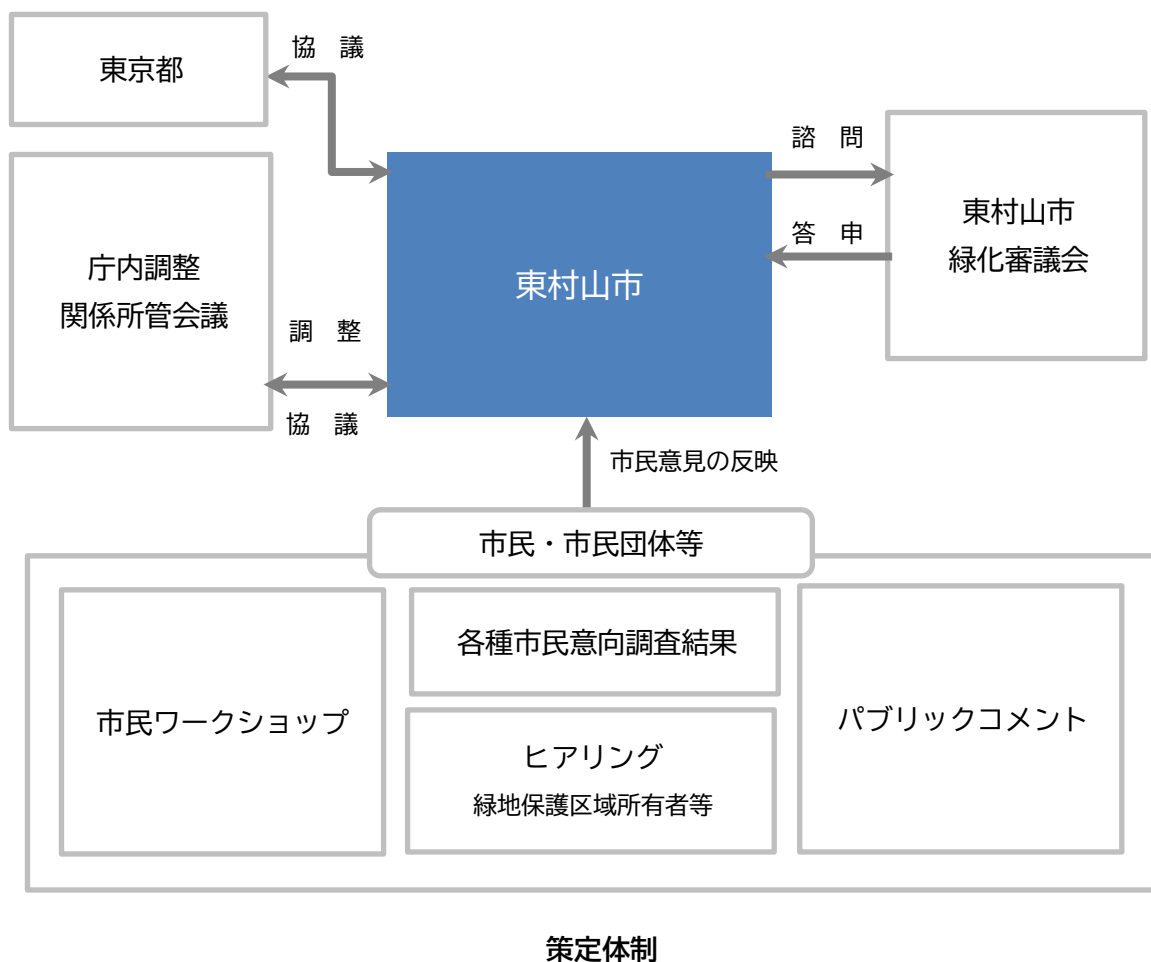 東京都
協　議
庁内調整
関係所管会議
調　整
協　議
東村山市
諮　問
答　申
東村山市
緑化審議会
市民意見の反映
市民・市民団体等
市民ワークショップ
各種市民意向調査結果
ヒアリング
緑地保護区域所有者等
パブリックコメント
策定体制